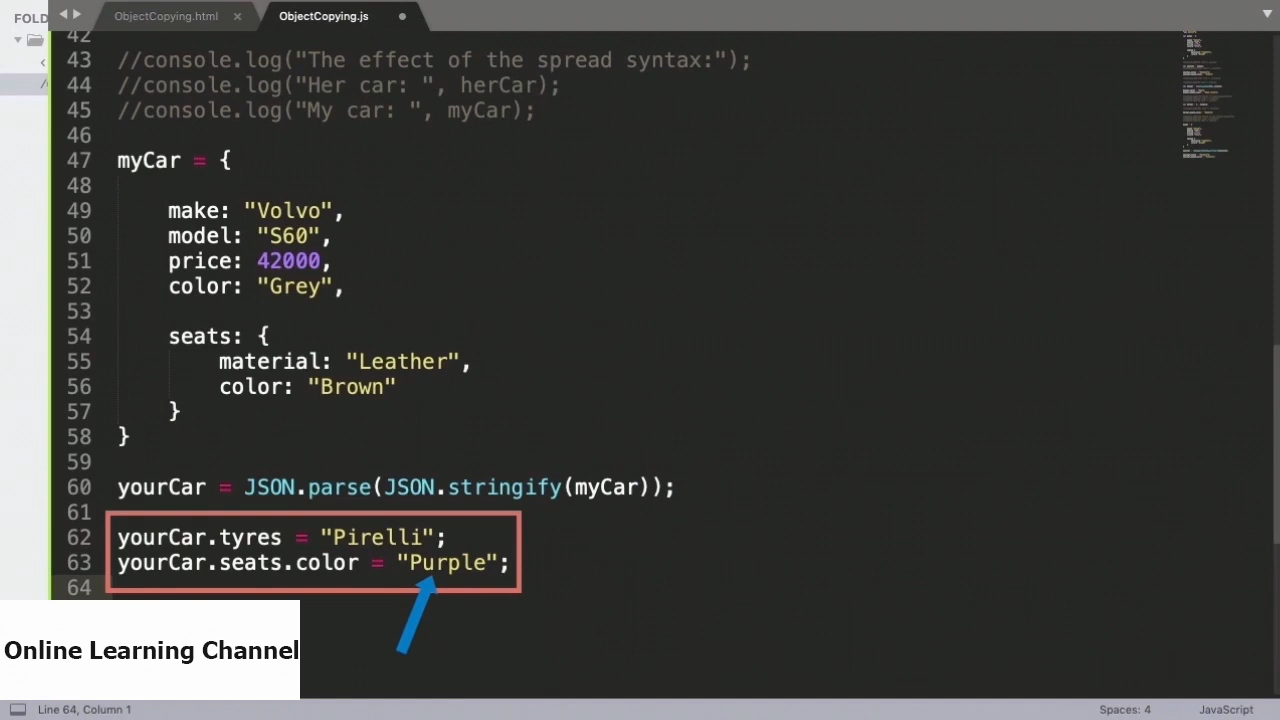 FOLD
ObjectCopying.html ×
ObjectCopying.js
42
43 //console.log("The effect of the spread syntax:");
44 //console.log("Her car: ", hercar);
45 //console.log("My car: ", myCar);
46
47 myCar = {
48
49 make: "Volvo",
50 model: "S60",
51 price: 42000,
52 color: "Grey",
53
54 seats: {
55 material: "Leather",
56 color: "Brown"
57 }
58 }
59
60 yourCar = JSON.parse(JSON.stringify(myCar));
61
62 yourCar.tyres = "Pirelli";
63 yourCar.seats.color = "Purple";
64
Online Learning Channel
Line 64, Column 1
Spaces: 4
JavaScript